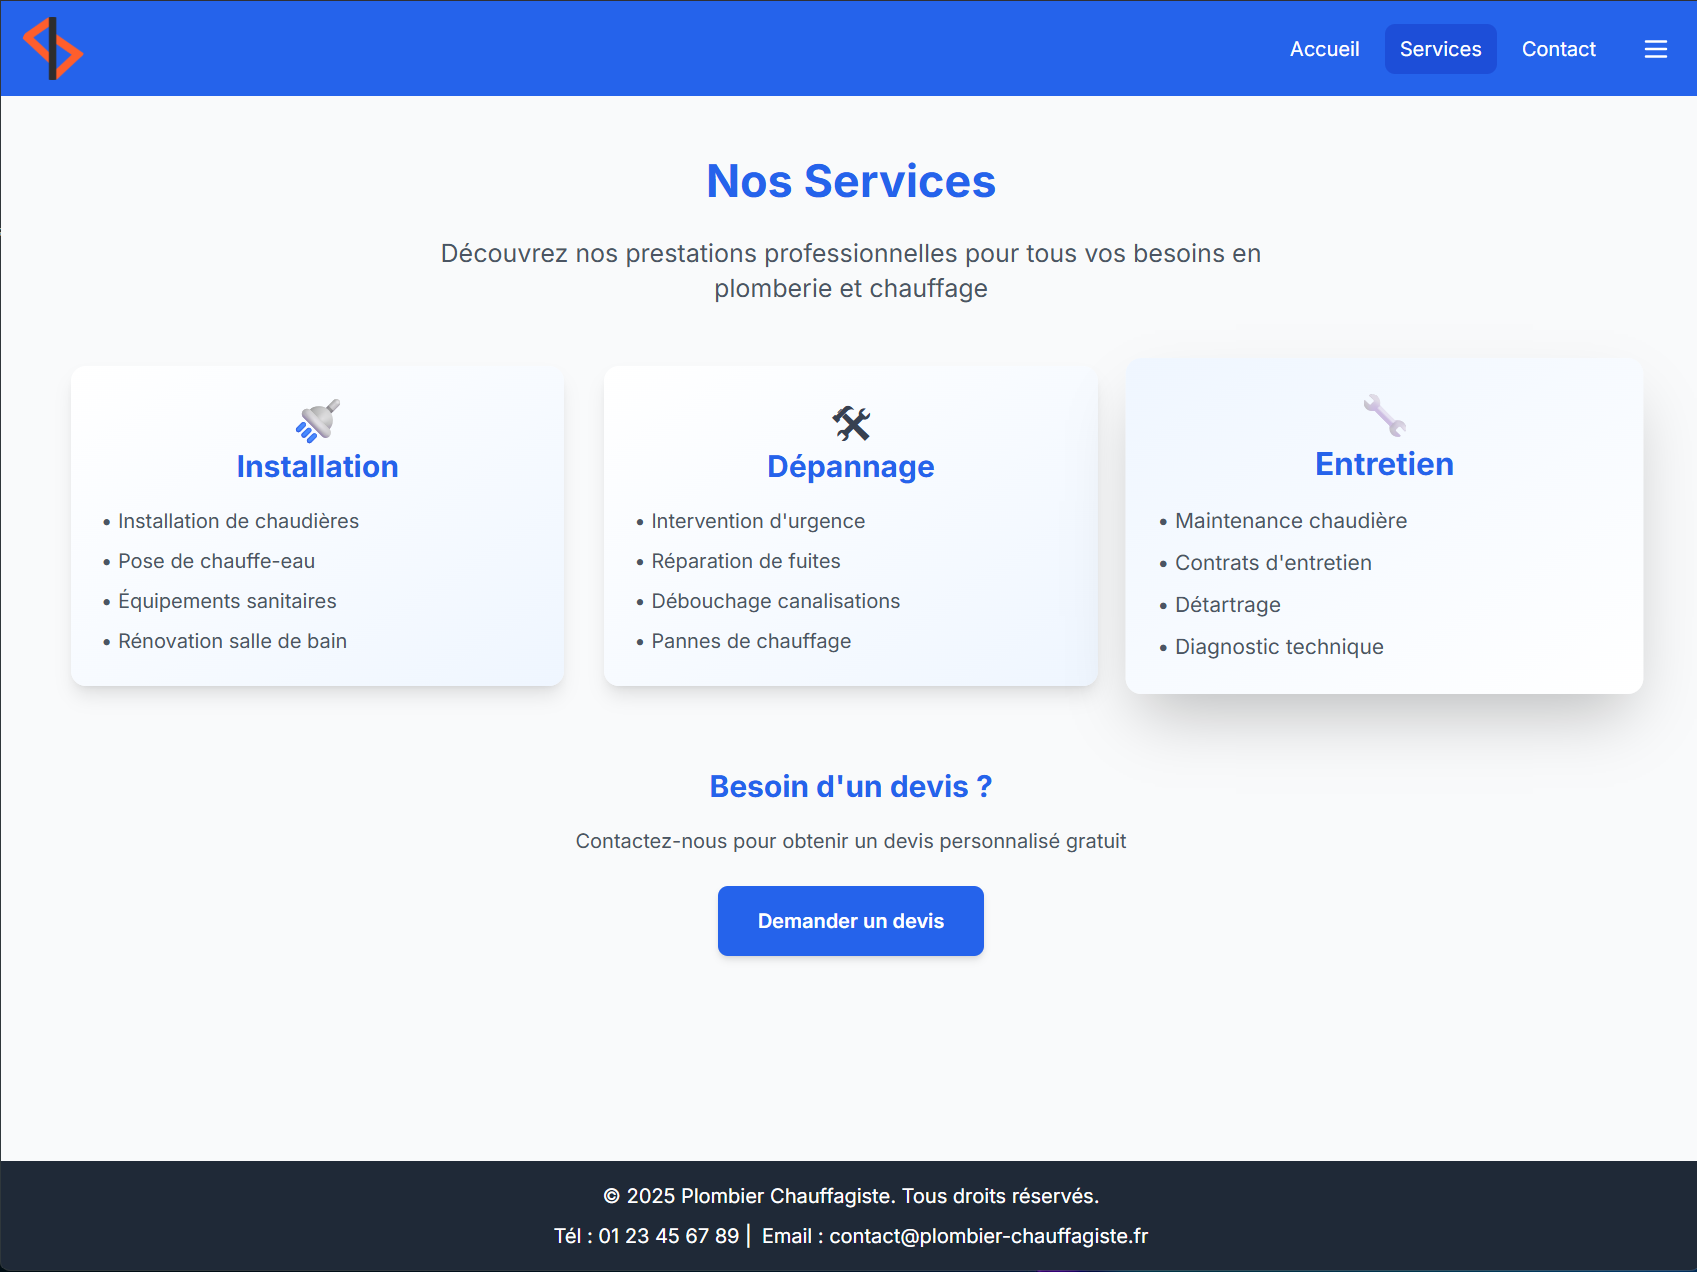 Accueil Services Contact
Nos Services
Découvrez nos prestations professionnelles pour tous vos besoins en
plomberie et chauffage
Installation
• Installation de chaudières
• Pose de chauffe-eau
• Équipements sanitaires
• Rénovation salle de bain
Dépannage
• Intervention d'urgence
• Réparation de fuites
• Débouchage canalisations
• Pannes de chauffage
Entretien
• Maintenance chaudière
• Contrats d'entretien
• Détartrage
• Diagnostic technique
Besoin d'un devis ?
Contactez-nous pour obtenir un devis personnalisé gratuit
Demander un devis
© 2025 Plombier Chauffagiste. Tous droits réservés.
Tél : 01 23 45 67 89 | Email : contact@plombier-chauffagiste.fr